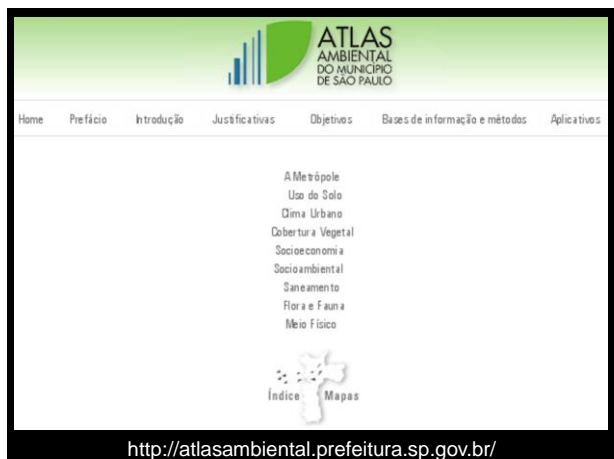 ATLAS
AMBIENTAL
DO MUNICÍPIO
DE SÃO PAULO
Home Prefácio Introdução Justificativas Objetivos Bases de informação e métodos Aplicativos
A Metrópole
Uso do Solo
Clima Urbano
Cobertura Vegetal
Socioeconomia
Socioambiental
Saneamento
Flora e Fauna
Meio Físico
Índice Mapas
http://atlasambiental.prefeitura.sp.gov.br/